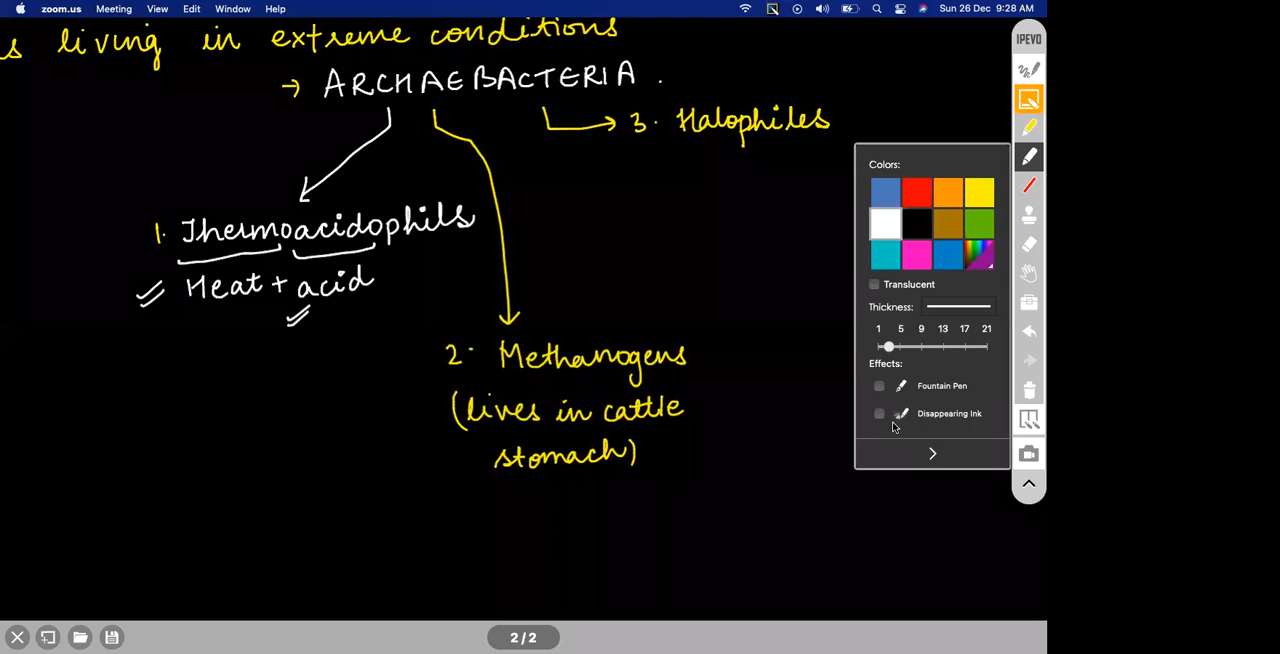 zoom.us Meeting View Edit Window Help Sun 26 Dec 9:28 AM
s living in extreme conditions
→ ARCHAEBACTERIA .
→ 3. Halophiles
1. Thermoacidophils
Heat + acid
2. Methanogens
(lives in cattle
stomach)
IPEVO
Colors:
Translucent
Thickness:
1 5 9 13 17 21
Effects:
Fountain Pen
Disappearing Ink
2/2